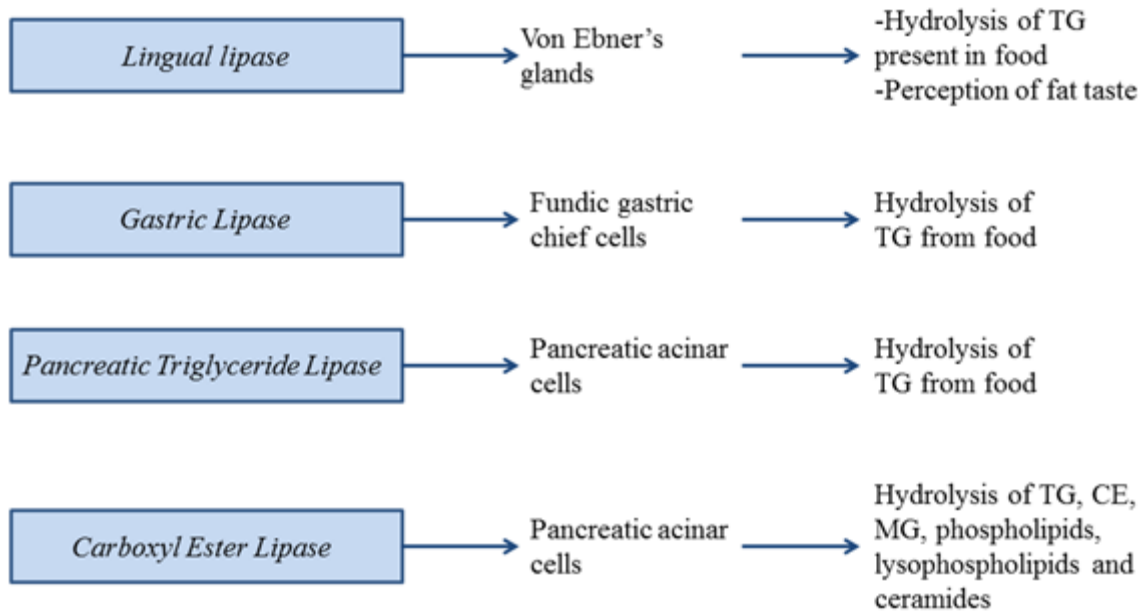 Lingual lipase
Von Ebner's
glands
-Hydrolysis of TG
present in food
-Perception of fat taste
Gastric Lipase
Fundic gastric
chief cells
Hydrolysis of
TG from food
Pancreatic Triglyceride Lipase
Pancreatic acinar
cells
Hydrolysis of
TG from food
Carboxyl Ester Lipase
Pancreatic acinar
cells
Hydrolysis of TG, CE,
MG, phospholipids,
lysophospholipids and
ceramides